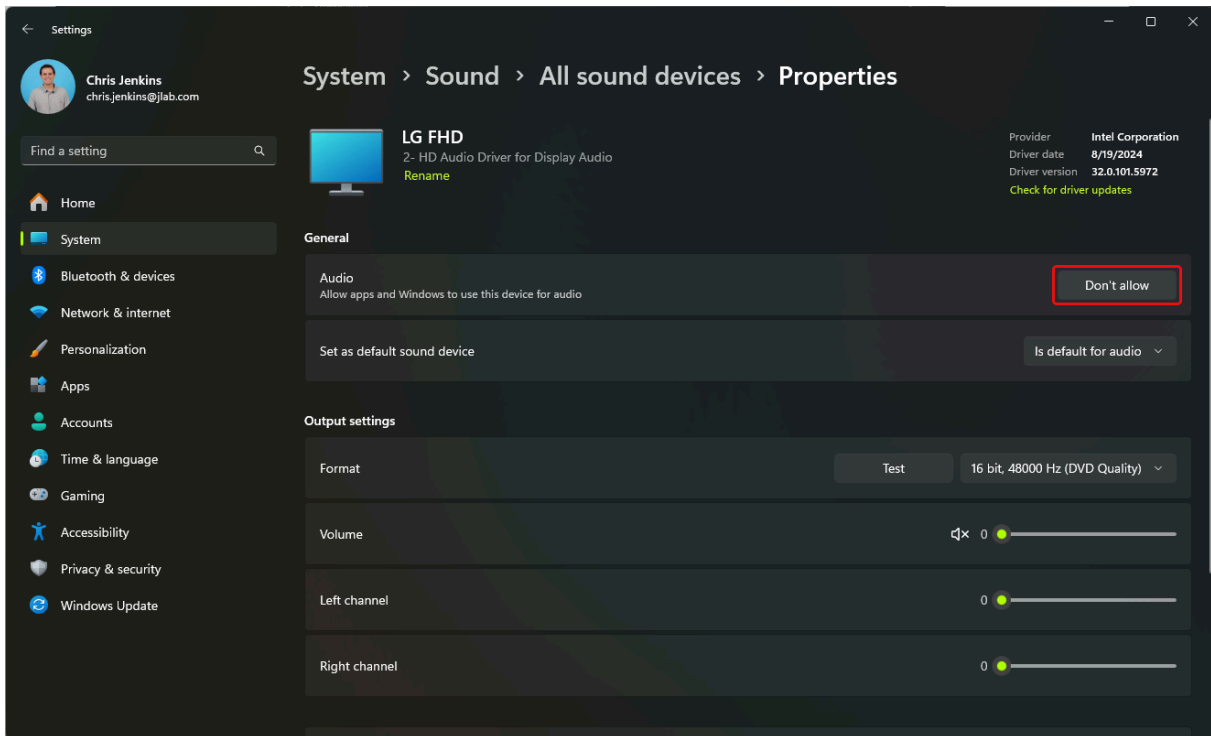 Settings
Chris Jenkins
chris.jenkins@jlab.com
Find a setting
Home
System
Bluetooth & devices
Network & internet
Personalization
Apps
Accounts
Time & language
Gaming
Accessibility
Privacy & security
Windows Update
System > Sound > All sound devices > Properties
LG FHD
2- HD Audio Driver for Display Audio
Rename
Provider Intel Corporation
Driver date 8/19/2024
Driver version 32.0.101.5972
Check for driver updates
General
Audio
Allow apps and Windows to use this device for audio
Don't allow
Set as default sound device
Is default for audio
Output settings
Format
Test
16 bit, 48000 Hz (DVD Quality)
Volume
0
Left channel
0
Right channel
0